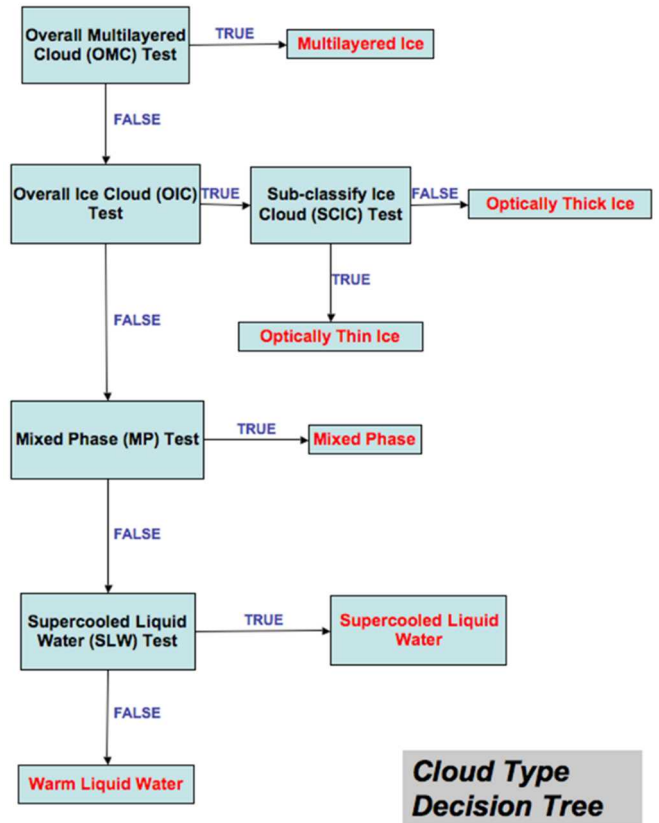 Overall Multilayered
Cloud (OMC) Test
TRUE
Multilayered Ice
FALSE
Overall Ice Cloud (OIC)
Test
TRUE
Sub-classify Ice
Cloud (SCIC) Test
FALSE
Optically Thick Ice
TRUE
Optically Thin Ice
FALSE
Mixed Phase (MP) Test
TRUE
Mixed Phase
FALSE
Supercooled Liquid
Water (SLW) Test
TRUE
Supercooled Liquid
Water
FALSE
Warm Liquid Water
Cloud Type
Decision Tree